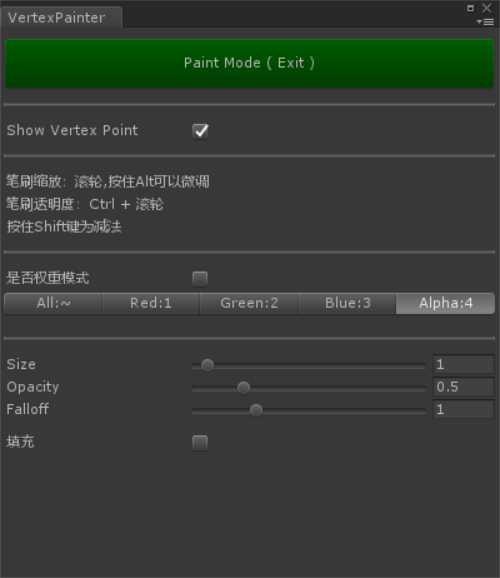 VertexPainter
Paint Mode ( Exit )
Show Vertex Point
笔刷缩放: 滚轮,按住Alt可以微调
笔刷透明度: Ctrl + 滚轮
按住Shift键为减法
是否权重模式
All:~ Red:1 Green:2 Blue:3 Alpha:4
Size 1
Opacity 0.5
Falloff 1
填充